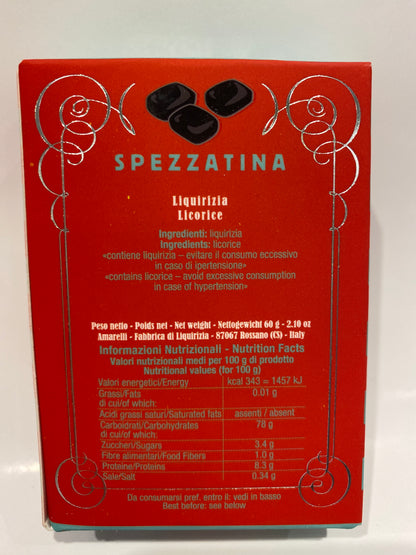 SPEZZATINA
Liquirizia
Licorice
Ingredienti: liquirizia
Ingredients: licorice
«contiene liquirizia – evitare il consumo eccessivo
in caso di ipertensione»
«contains licorice – avoid excessive consumption
in case of hypertension»
Peso netto - Poids net - Net weight - Nettogewicht 60 g - 2.10 oz
Amarelli - Fabbrica di Liquirizia - 87067 Rossano (CS) - Italy
Informazioni Nutrizionali - Nutrition Facts
Valori nutrizionali medi per 100 g di prodotto
Nutritional values (for 100 g)
Valori energetici/Energy kcal 343 = 1457 kJ
Grassi/Fats 0.01 g
di cui/of which:
Acidi grassi saturi/Saturated fats assenti / absent
Carboidrati/Carbohydrates 78 g
di cui/of which:
Zuccheri/Sugars 3.4 g
Fibre alimentari/Food Fibers 1.0 g
Proteine/Proteins 8.3 g
Sale/Salt 0.34 g
Da consumarsi pref. entro il: vedi in basso
Best before: see below